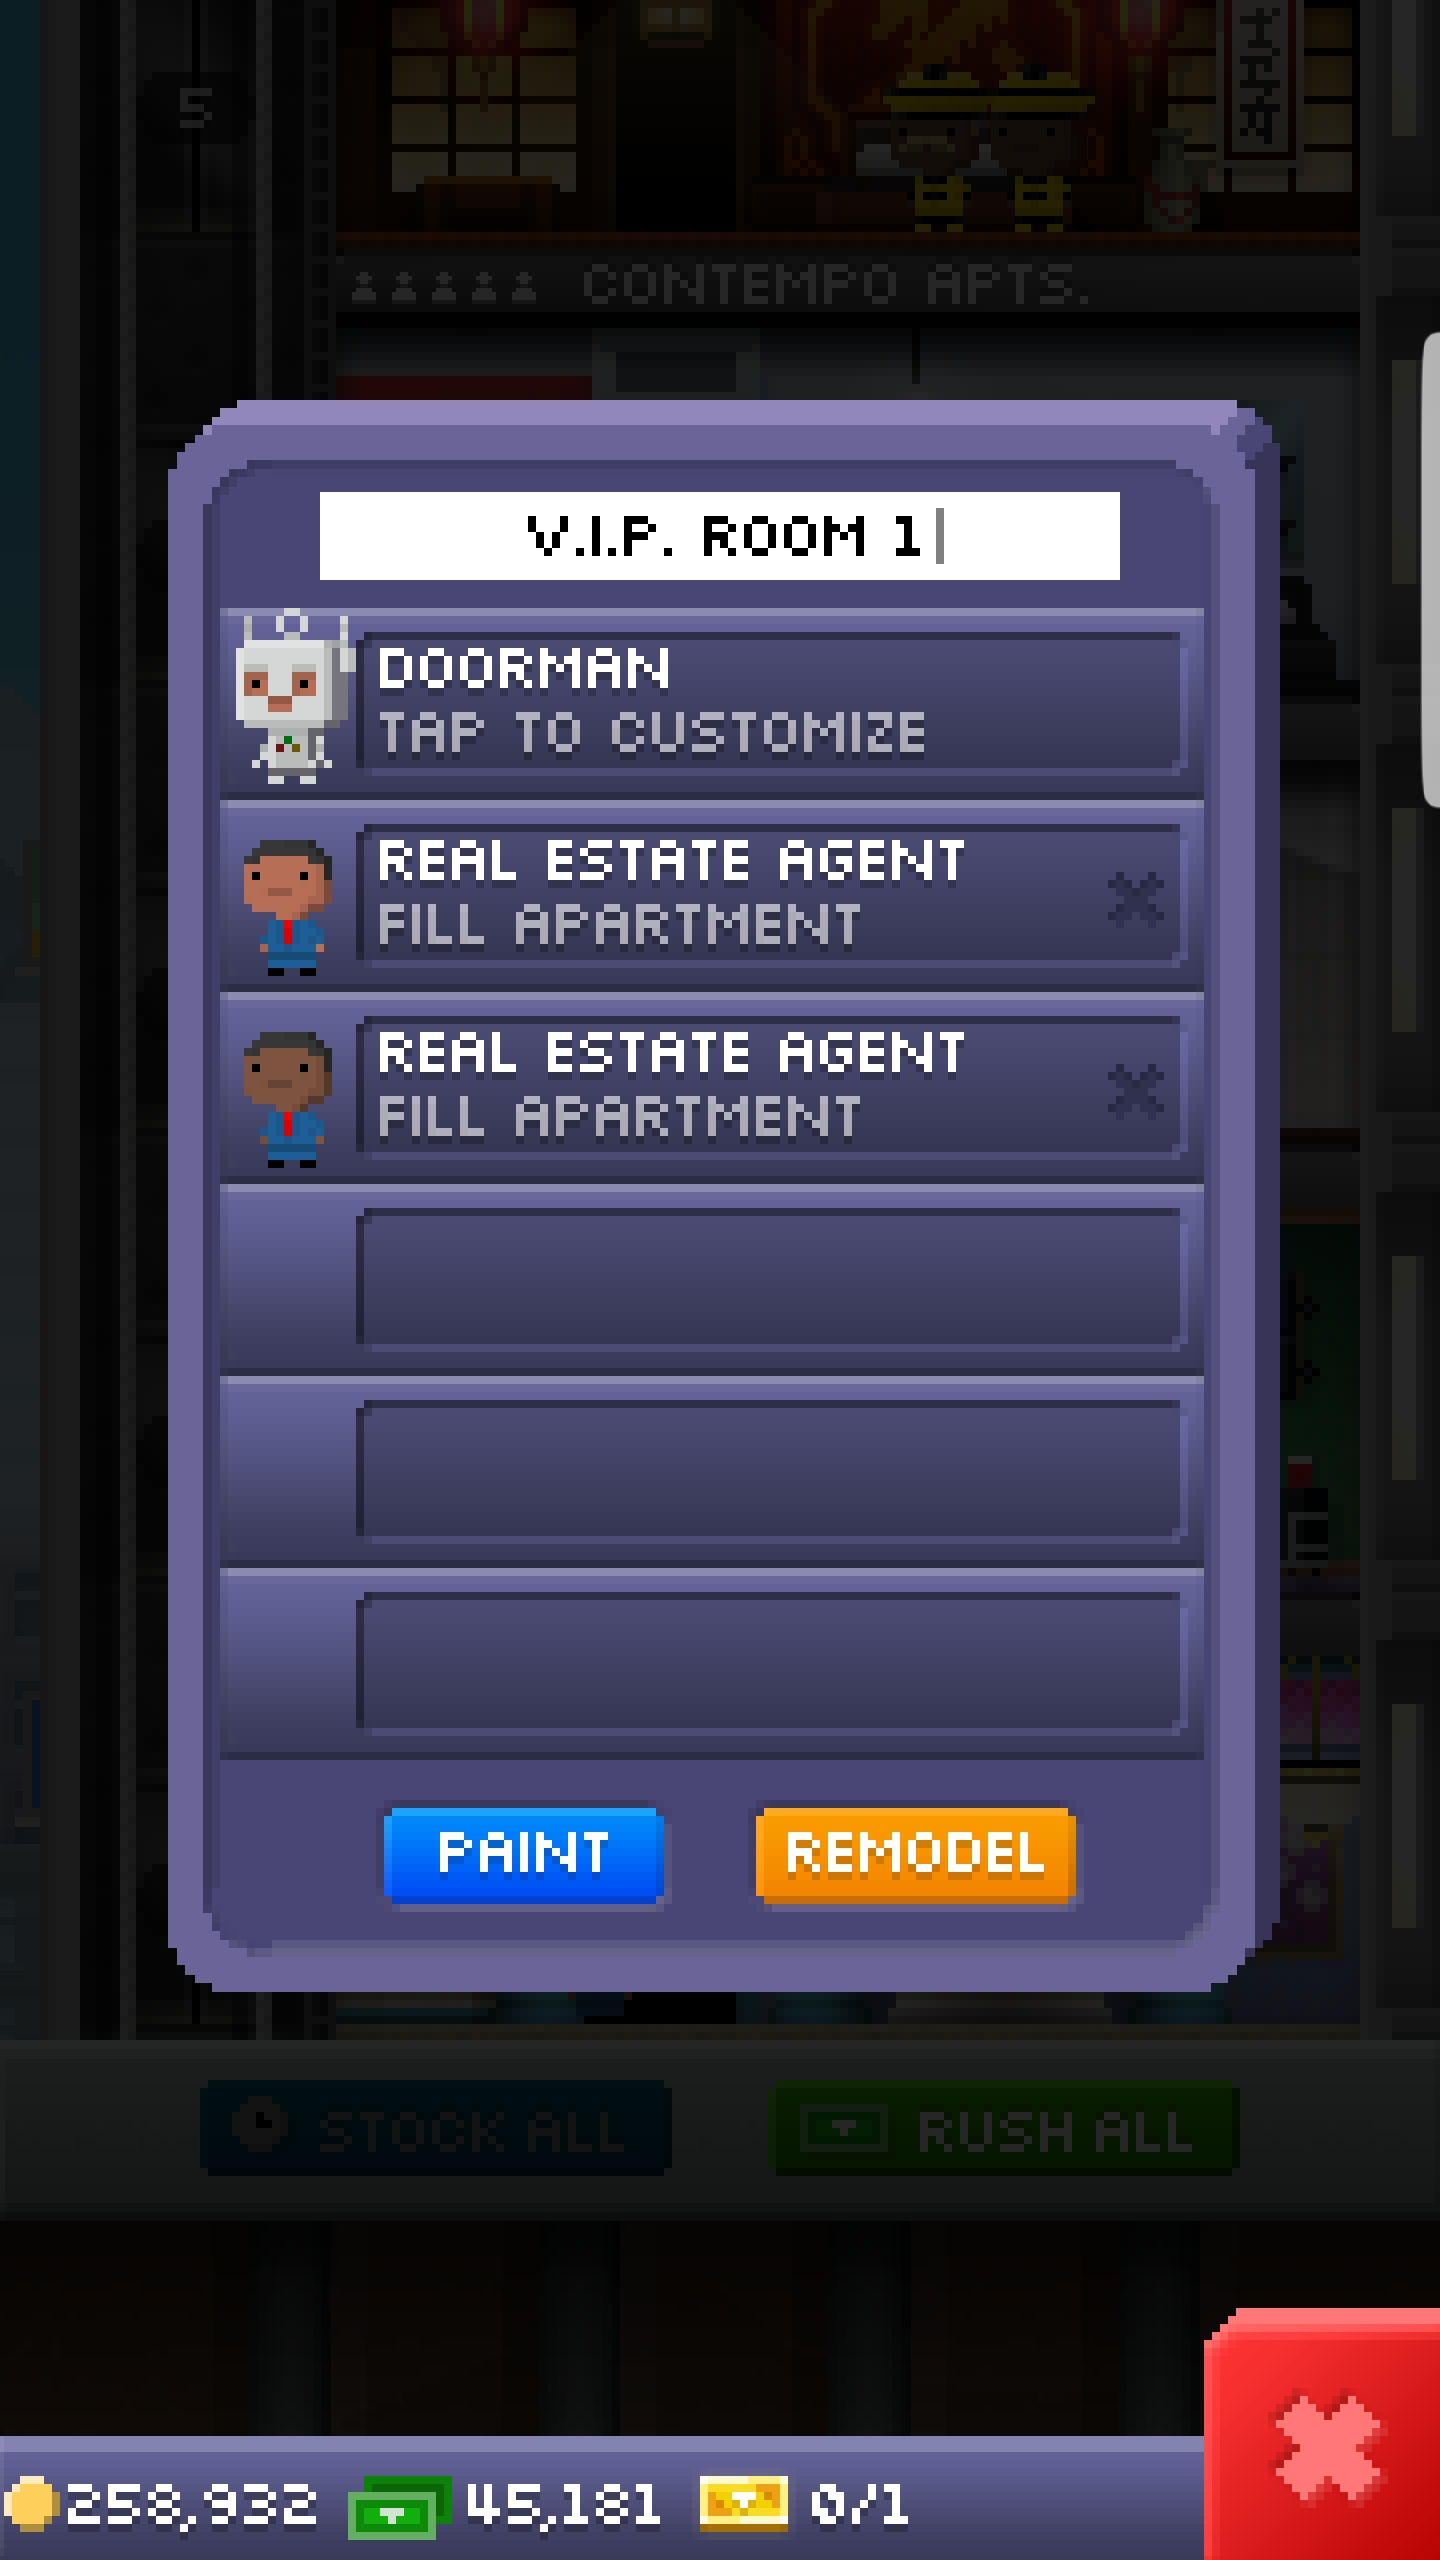 5
CONTEMPO APTS.
V.I.P. ROOM 1
DOORMAN
TAP TO CUSTOMIZE
REAL ESTATE AGENT
FILL APARTMENT
REAL ESTATE AGENT
FILL APARTMENT
PAINT
REMODEL
STOCK ALL
RUSH ALL
258,932
45,181
0/1